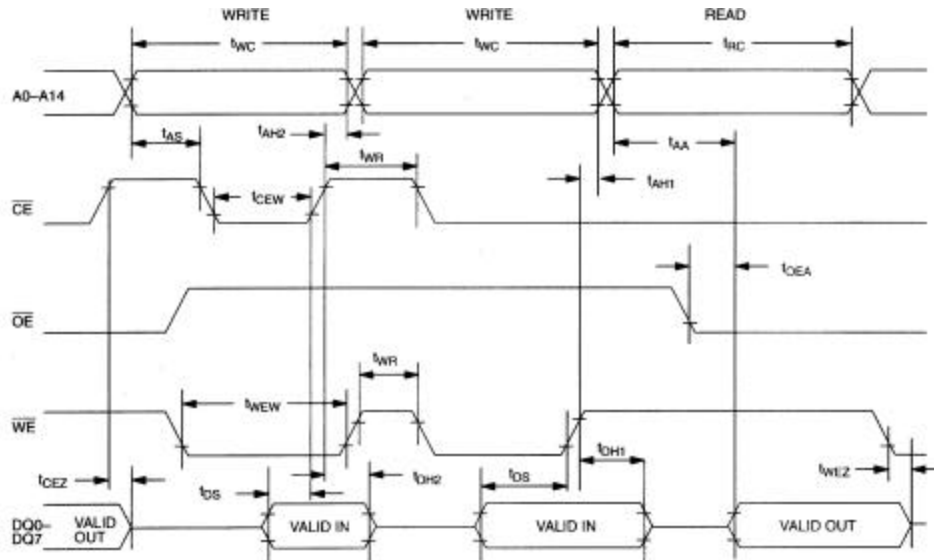 WRITE WRITE READ
tWC tWC tRC
A0–A14
tAS tAH2 tWR tAA
tCEW tAH1
CE
tOEA
OE
tWR
tWEW
WE
tCEZ tDS tDH2 tDS tDH1 tWEZ
DQ0–
DQ7
VALID
OUT
VALID IN VALID IN VALID OUT